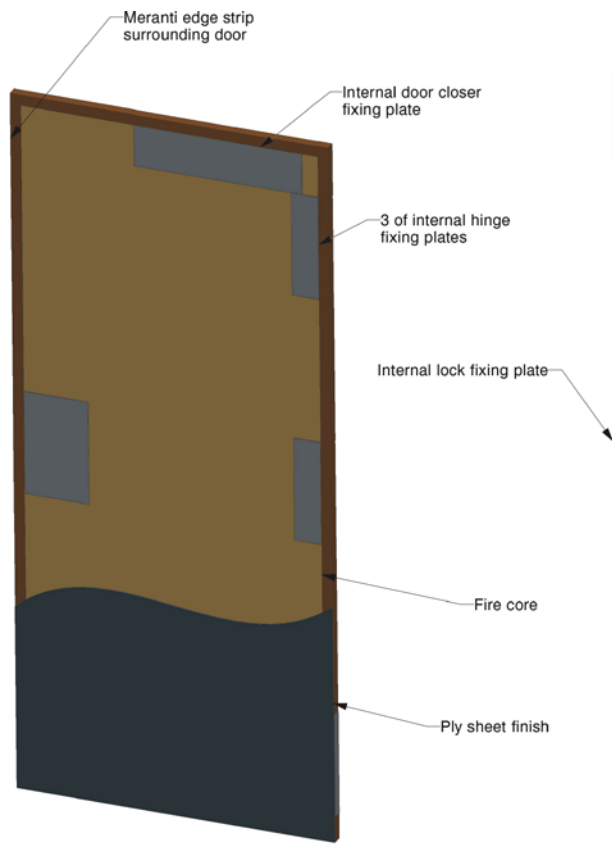 Meranti edge strip
surrounding door
Internal door closer
fixing plate
3 of internal hinge
fixing plates
Internal lock fixing plate
Fire core
Ply sheet finish